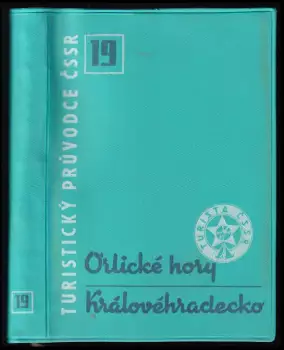 19
TURISTICKÝ PRŮVODCE ČSSR
19
TURISTA ČSSR
Orlické hory
Královéhradecko